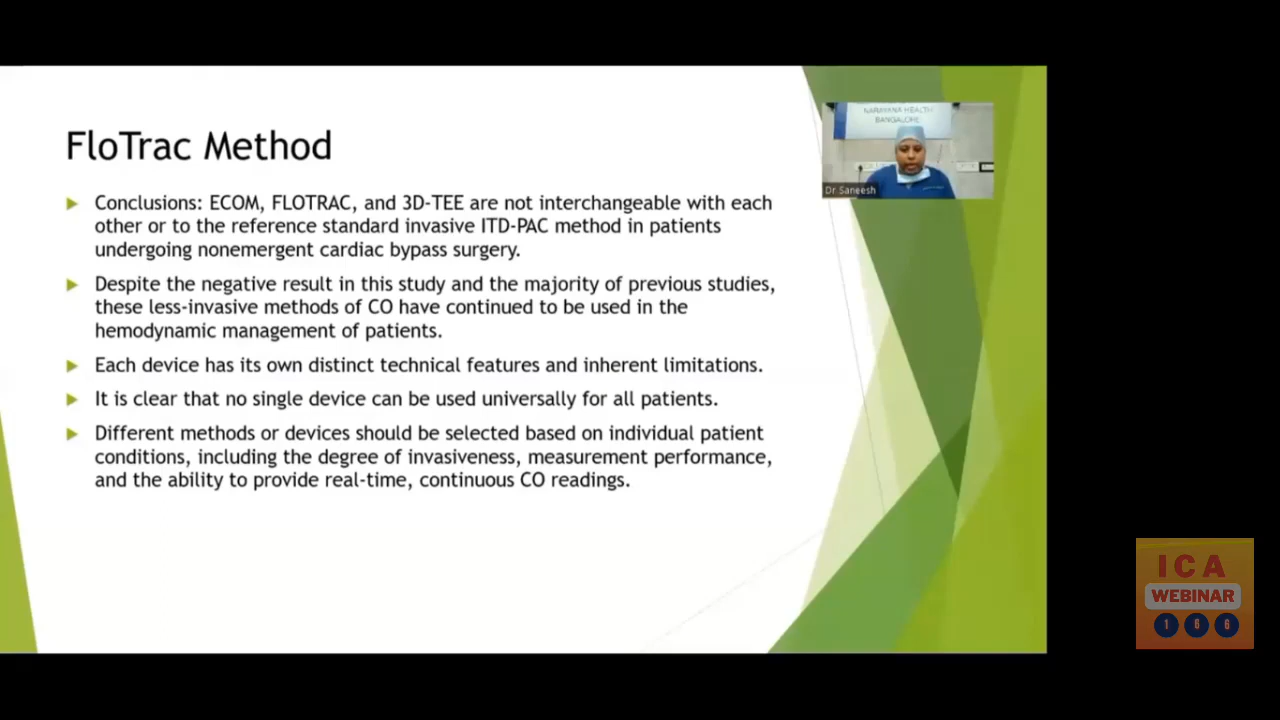 NARAYANA HEALTH
BANGALORE
Dr Saneesh
FloTrac Method
Conclusions: ECOM, FLOTRAC, and 3D-TEE are not interchangeable with each
other or to the reference standard invasive ITD-PAC method in patients
undergoing nonemergent cardiac bypass surgery.
Despite the negative result in this study and the majority of previous studies,
these less-invasive methods of CO have continued to be used in the
hemodynamic management of patients.
Each device has its own distinct technical features and inherent limitations.
It is clear that no single device can be used universally for all patients.
Different methods or devices should be selected based on individual patient
conditions, including the degree of invasiveness, measurement performance,
and the ability to provide real-time, continuous CO readings.
ICA
WEBINAR